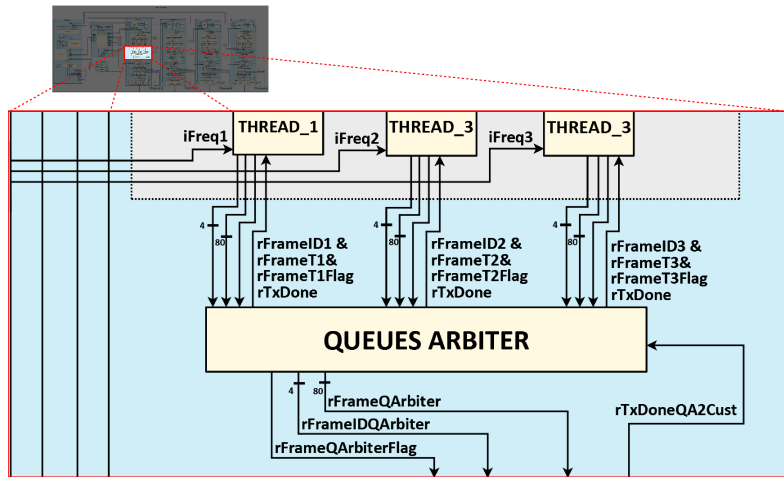 THREAD_1
THREAD_3
THREAD_3
iFreq1
iFreq2
iFreq3
4
80
4
80
4
80
rFrameID1 &
rFrameT1&
rFrameT1Flag
rTxDone
rFrameID2 &
rFrameT2&
rFrameT2Flag
rTxDone
rFrameID3 &
rFrameT3&
rFrameT3Flag
rTxDone
QUEUES ARBITER
4
80
rFrameQArbiter
rFrameIDQArbiter
rFrameQArbiterFlag
rTxDoneQA2Cust